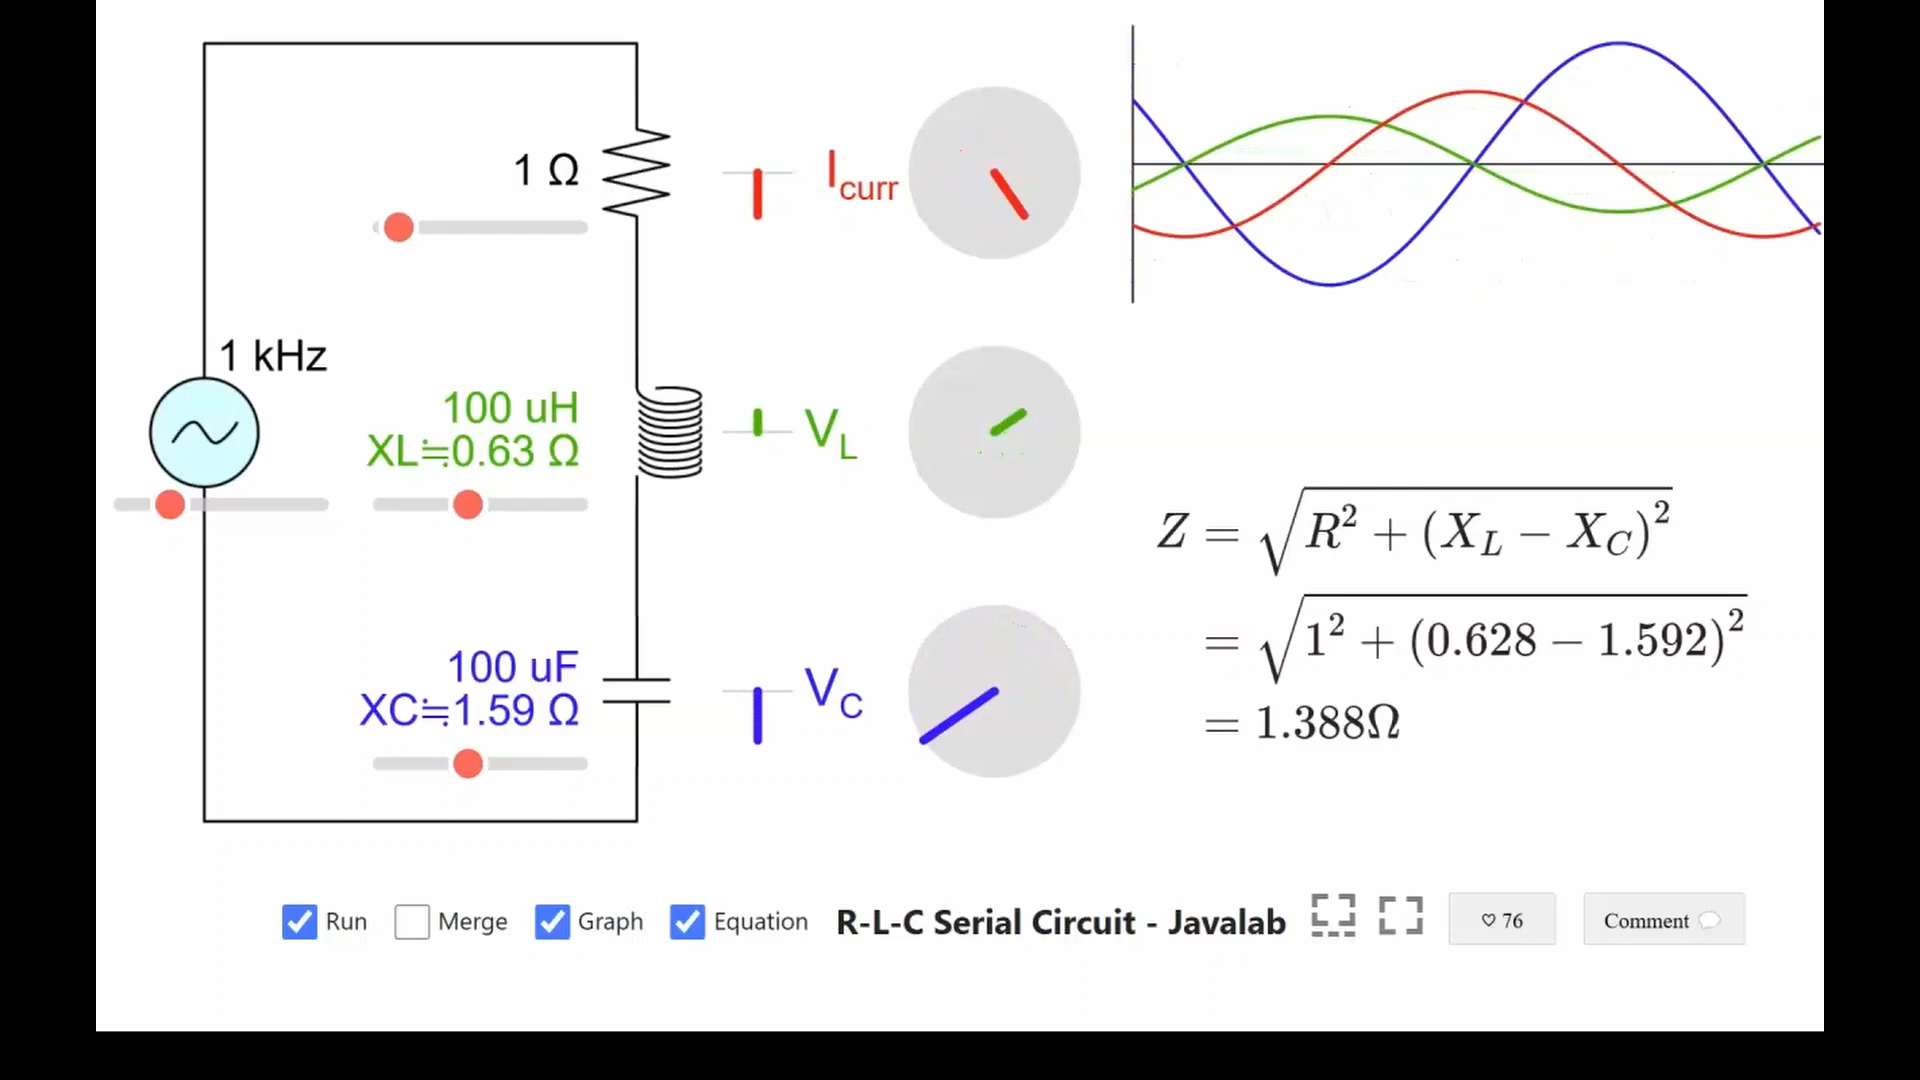 1 Ω
I_curr
1 kHz
100 uH
XL≒0.63 Ω
V_L
100 uF
XC≒1.59 Ω
V_C
Z = √(R² + (X_L − X_C)²)
= √(1² + (0.628 − 1.592)²)
= 1.388Ω
Run Merge Graph Equation R-L-C Serial Circuit - Javalab ♡ 76 Comment